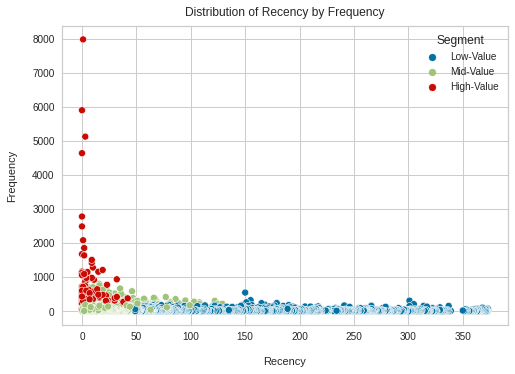 Distribution of Recency by Frequency
8000
7000
6000
5000
4000
3000
2000
1000
0
Frequency
Segment
Low-Value
Mid-Value
High-Value
0 50 100 150 200 250 300 350
Recency